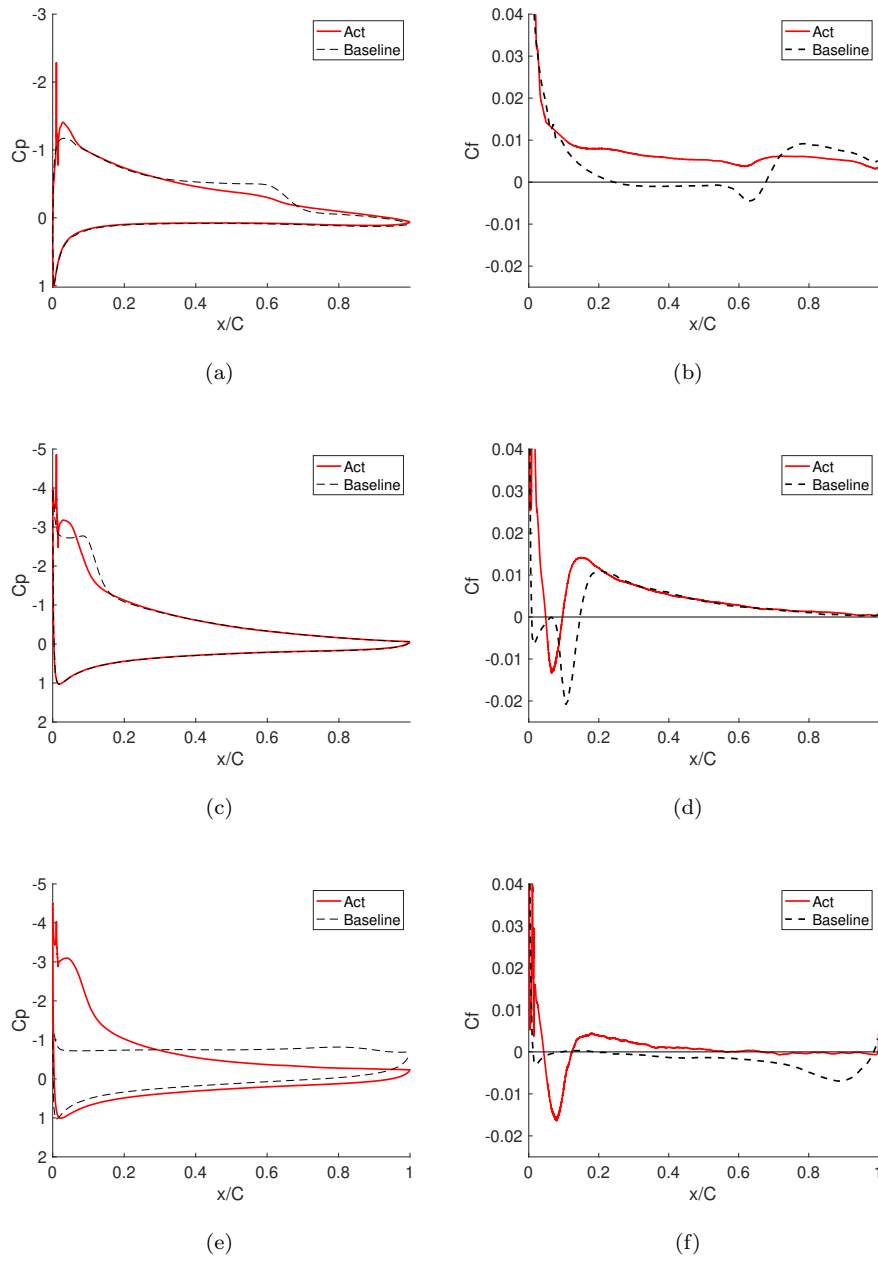 -3
-2
-1
0
1
Cp
0
0.2
0.4
0.6
0.8
x/C
Act
Baseline
(a)
0.04
0.03
0.02
0.01
0
-0.01
-0.02
Cf
0
0.2
0.4
0.6
0.8
x/C
Act
Baseline
(b)
-5
-4
-3
-2
-1
0
1
2
Cp
0
0.2
0.4
0.6
0.8
x/C
Act
Baseline
(c)
0.04
0.03
0.02
0.01
0
-0.01
-0.02
Cf
0
0.2
0.4
0.6
0.8
x/C
Act
Baseline
(d)
-5
-4
-3
-2
-1
0
1
2
Cp
0
0.2
0.4
0.6
0.8
1
x/C
Act
Baseline
(e)
0.04
0.03
0.02
0.01
0
-0.01
-0.02
Cf
0
0.2
0.4
0.6
0.8
1
x/C
Act
Baseline
(f)